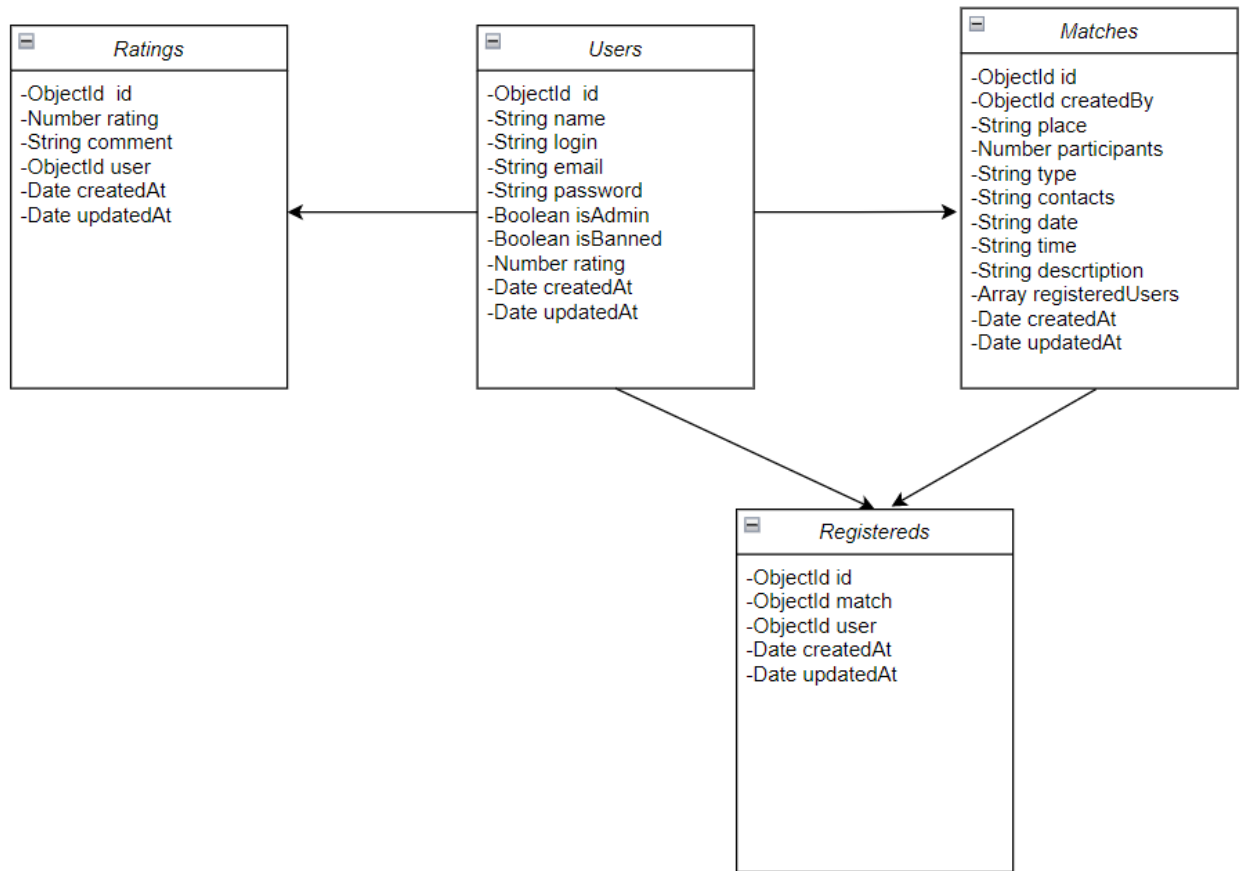 Ratings
-ObjectId  id
-Number rating
-String comment
-ObjectId user
-Date createdAt
-Date updatedAt
Users
-ObjectId  id
-String name
-String login
-String email
-String password
-Boolean isAdmin
-Boolean isBanned
-Number rating
-Date createdAt
-Date updatedAt
Matches
-ObjectId id
-ObjectId createdBy
-String place
-Number participants
-String type
-String contacts
-String date
-String time
-String descrtiption
-Array registeredUsers
-Date createdAt
-Date updatedAt
Registereds
-ObjectId id
-ObjectId match
-ObjectId user
-Date createdAt
-Date updatedAt